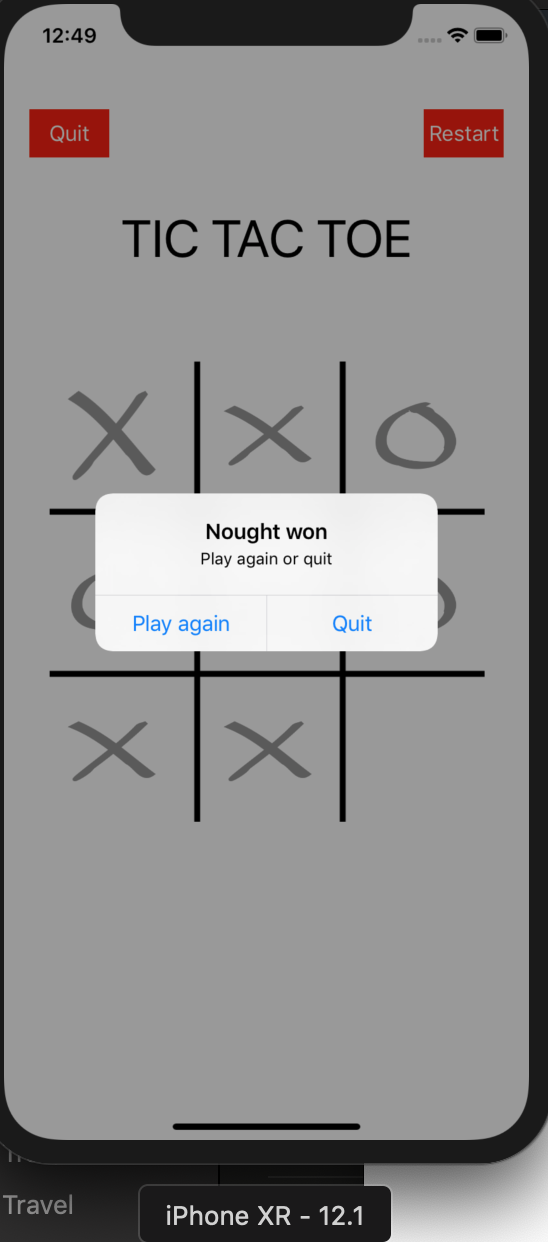 12:49
Quit
Restart
TIC TAC TOE
Nought won
Play again or quit
Play again
Quit
Travel
iPhone XR - 12.1